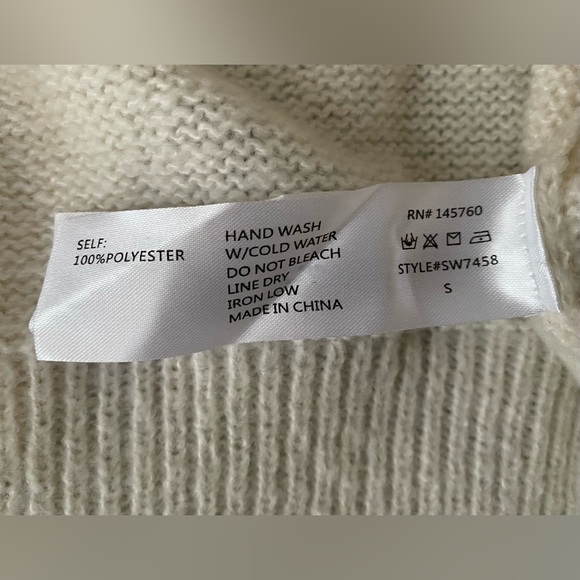 SELF:
100%POLYESTER
HAND WASH
W/COLD WATER
DO NOT BLEACH
LINE DRY
IRON LOW
MADE IN CHINA
RN# 145760
STYLE#SW7458
S